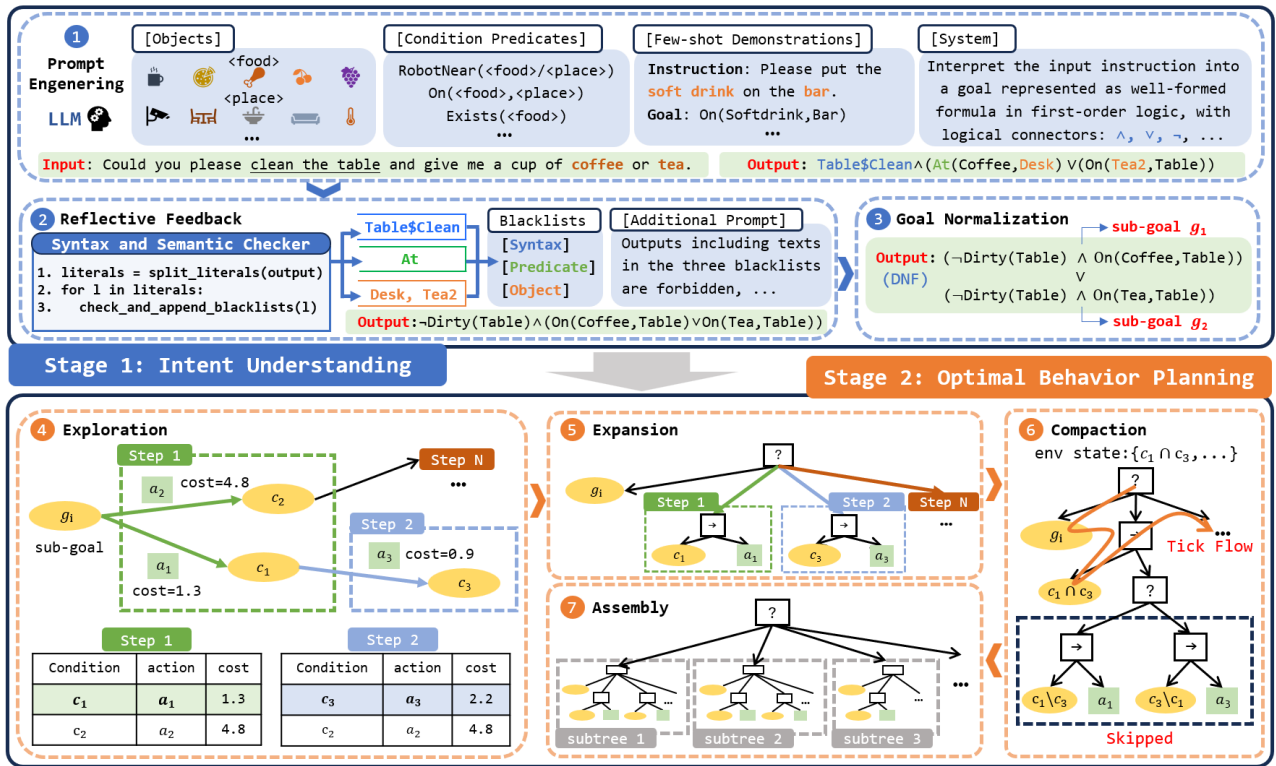 1
Prompt
Engenering
LLM
[Objects]
<food>
<place>
...
[Condition Predicates]
RobotNear(<food>/<place>)
On(<food>,<place>)
Exists(<food>)
...
[Few-shot Demonstrations]
Instruction: Please put the
soft drink on the bar.
Goal: On(Softdrink,Bar)
...
[System]
Interpret the input instruction into
a goal represented as well-formed
formula in first-order logic, with
logical connectors: ∧, ∨, ¬, ...
Input: Could you please clean the table and give me a cup of coffee or tea.
Output: Table$Clean∧(At(Coffee,Desk)∨(On(Tea2,Table))
2 Reflective Feedback
Syntax and Semantic Checker
1. literals = split_literals(output)
2. for l in literals:
3. check_and_append_blacklists(l)
Table$Clean
At
Desk, Tea2
Blacklists
[Syntax]
[Predicate]
[Object]
[Additional Prompt]
Outputs including texts
in the three blacklists
are forbidden, ...
Output:¬Dirty(Table)∧(On(Coffee,Table)∨On(Tea,Table))
3 Goal Normalization
sub-goal g1
Output: (¬Dirty(Table) ∧ On(Coffee,Table))
(DNF)
∨
(¬Dirty(Table) ∧ On(Tea,Table))
sub-goal g2
Stage 1: Intent Understanding
Stage 2: Optimal Behavior Planning
4 Exploration
Step 1
a2 cost=4.8
c2
Step N
...
gi
sub-goal
Step 2
a3 cost=0.9
a1
cost=1.3
c1
c3
Step 1
Condition action cost
c1 a1 1.3
c2 a2 4.8
Step 2
Condition action cost
c3 a3 2.2
c2 a2 4.8
5 Expansion
?
gi
Step 1
Step 2
Step N
...
→ →
c1 a1 c3 a3
7 Assembly
?
...
... ... ...
subtree 1 subtree 2 subtree 3
6 Compaction
env state:{c1 ∩ c3,...}
?
gi → ...
Tick Flow
c1 ∩ c3 ?
→ →
c1\c3 a1 c3\c1 a3
Skipped